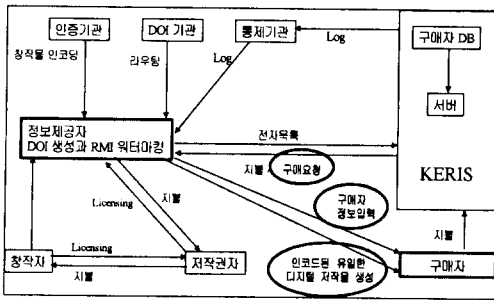 인증기관
DOI 기관
통제기관
Log
Log
구매자 DB
창작물 인코딩
라우팅
서버
정보제공자
DOI 생성과 RMI 워터마킹
전자목록
지불
구매요청
KERIS
Licensing
지불
구매자
정보입력
지불
창작자
Licensing
지불
저작권자
인코드된 유일한
디지털 저작물 생성
구매자